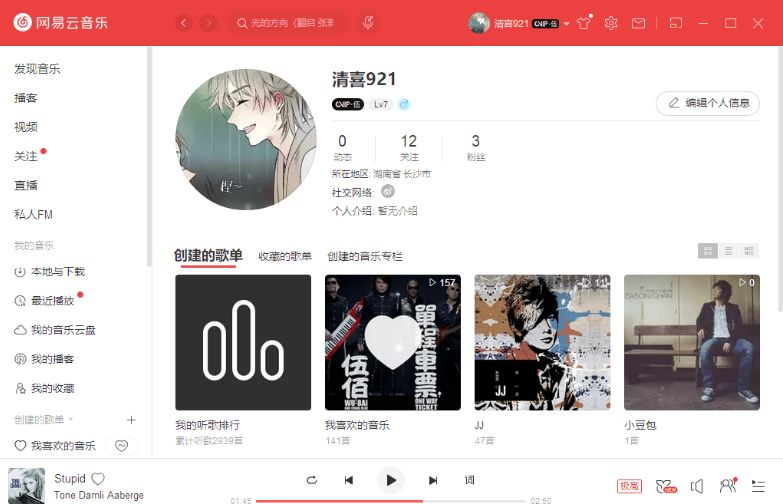 网易云音乐
光的方向（翻自 张
清喜921
VIP·伍
发现音乐
播客
视频
关注
直播
私人FM
我的音乐
本地与下载
最近播放
我的音乐云盘
我的播客
我的收藏
创建的歌单
我喜欢的音乐
清喜921
VIP·伍 Lv7
编辑个人信息
0 12 3
动态 关注 粉丝
所在地区: 湖南省 长沙市
社交网络:
个人介绍: 暂无介绍
创建的歌单 收藏的歌单 创建的音乐专栏
157
單程車票
伍佰
WU-BAI
ONE WAY
TICKET
11
JJ
0
EASON CHAN
我的听歌排行
累计听歌2939首
我喜欢的音乐
141首
JJ
47首
小豆包
1首
Stupid
Tone Damli Aaberge
词
01:45
02:50
极高
NEW